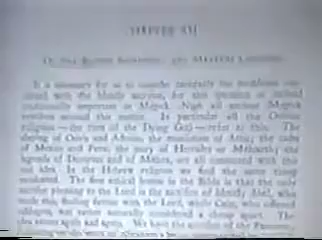 CHAPTER XII
Of the Bloody Sacrifice: and Matters Cognate
It is necessary for us to consider carefully the problems con-
nected with the bloody sacrifice, for this question is indeed
traditionally important in Magick. Nigh all ancient Magick
revolves around this matter. In particular all the Osirian
religions—the rites of the Dying God—refer to this. The
slaying of Osiris and Adonis; the mutilation of Attis; the cults
of Mexico and Peru; the story of Hercules or Melcarth; the
legends of Dionysus and of Mithra, are all connected with this
one idea. In the Hebrew religion we find the same thing
inculcated. The first ethical lesson in the Bible is that the only
sacrifice pleasing to the Lord is the sacrifice of blood; Abel, who
made this, finding favour with the Lord, while Cain, who offered
cabbages, was rather naturally considered a cheap sport. The
idea recurs again and again. We have the sacrifice of the Passover,